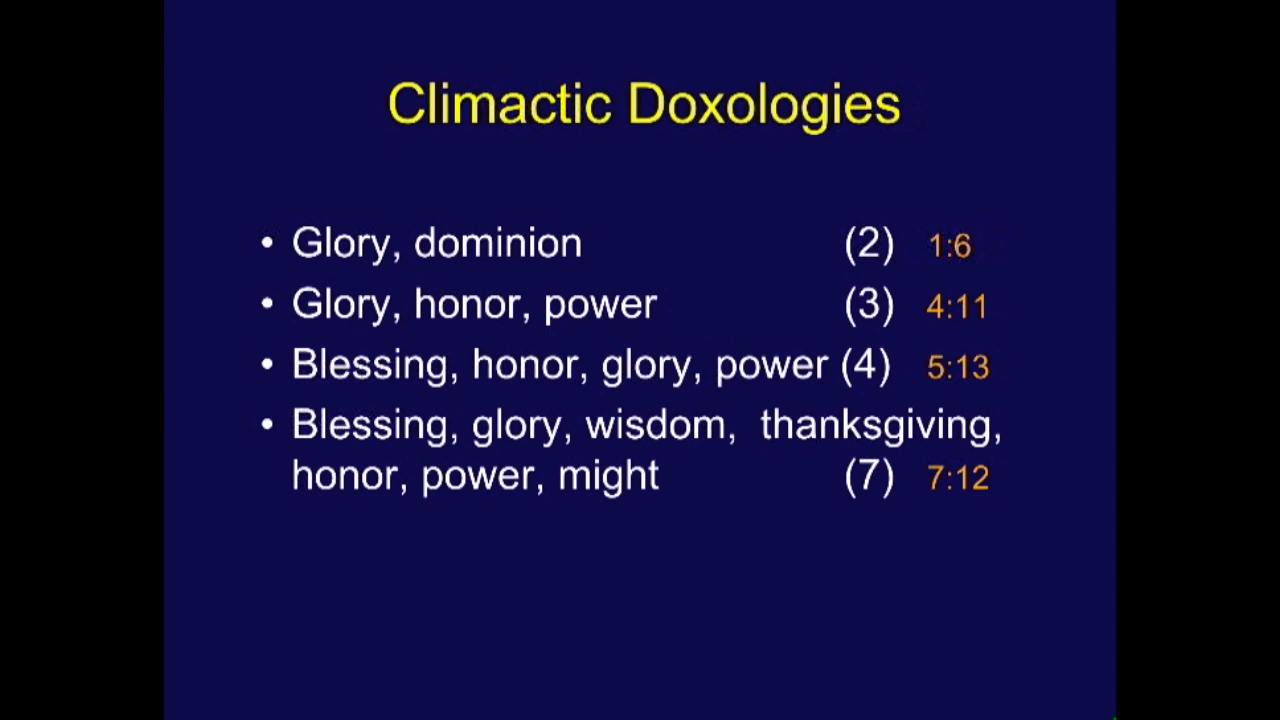 Climactic Doxologies
• Glory, dominion (2) 1:6
• Glory, honor, power (3) 4:11
• Blessing, honor, glory, power (4) 5:13
• Blessing, glory, wisdom, thanksgiving,
honor, power, might (7) 7:12